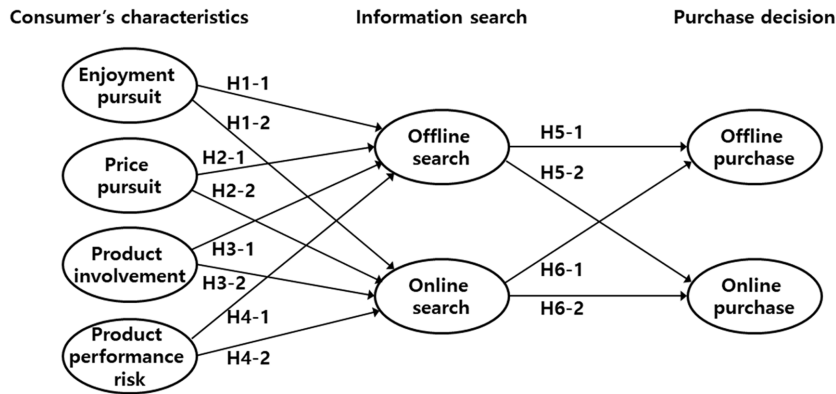 Consumer's characteristics
Information search
Purchase decision
Enjoyment
pursuit
Price
pursuit
Product
involvement
Product
performance
risk
H1-1
H1-2
H2-1
H2-2
H3-1
H3-2
H4-1
H4-2
Offline
search
Online
search
H5-1
H5-2
H6-1
H6-2
Offline
purchase
Online
purchase